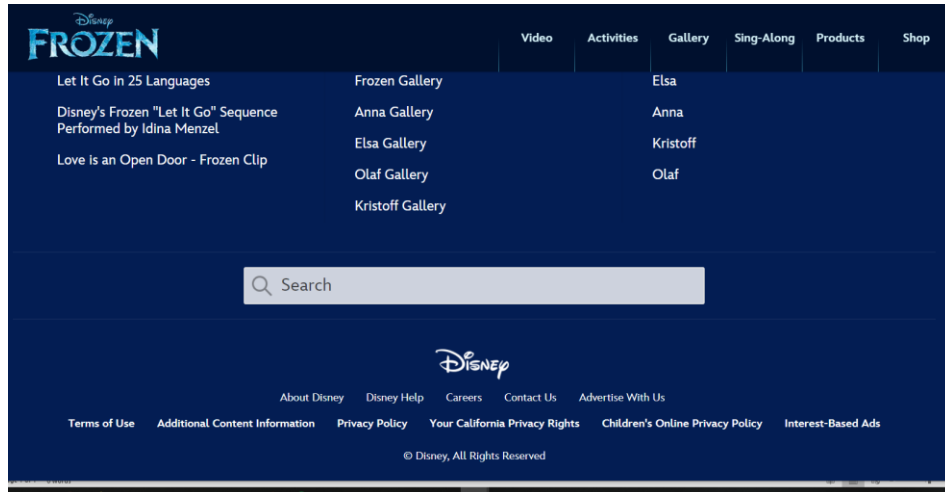 Disney
FROZEN
Video Activities Gallery Sing-Along Products Shop
Let It Go in 25 Languages
Disney's Frozen "Let It Go" Sequence
Performed by Idina Menzel
Love is an Open Door - Frozen Clip
Frozen Gallery
Anna Gallery
Elsa Gallery
Olaf Gallery
Kristoff Gallery
Elsa
Anna
Kristoff
Olaf
Search
Disney
About Disney Disney Help Careers Contact Us Advertise With Us
Terms of Use Additional Content Information Privacy Policy Your California Privacy Rights Children's Online Privacy Policy Interest-Based Ads
© Disney, All Rights Reserved